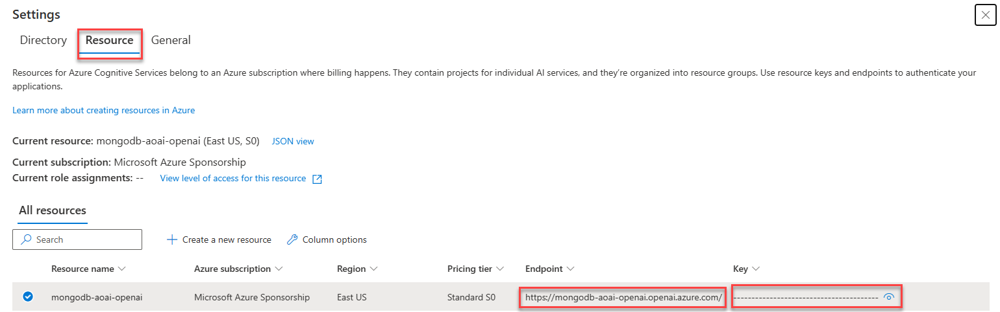 Settings
Directory Resource General
Resources for Azure Cognitive Services belong to an Azure subscription where billing happens. They contain projects for individual AI services, and they're organized into resource groups. Use resource keys and endpoints to authenticate your
applications.
Learn more about creating resources in Azure
Current resource: mongodb-aoai-openai (East US, S0) JSON view
Current subscription: Microsoft Azure Sponsorship
Current role assignments: -- View level of access for this resource
All resources
Search Create a new resource Column options
Resource name Azure subscription Region Pricing tier Endpoint Key
mongodb-aoai-openai Microsoft Azure Sponsorship East US Standard S0 https://mongodb-aoai-openai.openai.azure.com/ ----------------------------------------